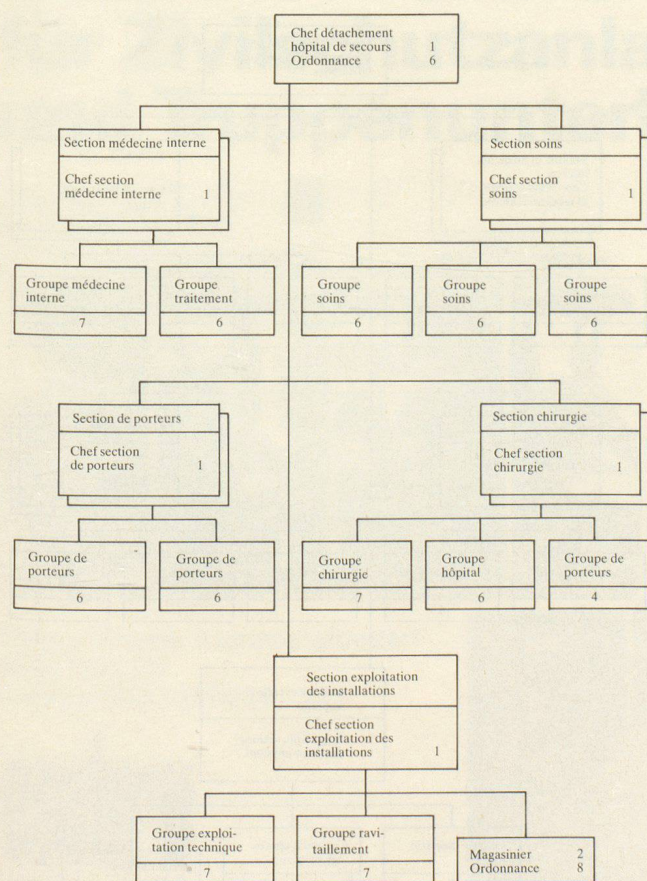 Chef détachement
hôpital de secours 1
Ordonnance 6
Section médecine interne
Chef section
médecine interne 1
Section soins
Chef section
soins 1
Groupe médecine
interne
7
Groupe
traitement
6
Groupe
soins
6
Groupe
soins
6
Groupe
soins
6
Section de porteurs
Chef section
de porteurs 1
Section chirurgie
Chef section
chirurgie 1
Groupe de
porteurs
6
Groupe de
porteurs
6
Groupe
chirurgie
7
Groupe
hôpital
6
Groupe de
porteurs
4
Section exploitation
des installations
Chef section
exploitation des
installations 1
Groupe exploi-
tation technique
7
Groupe ravi-
taillement
7
Magasinier 2
Ordonnance 8